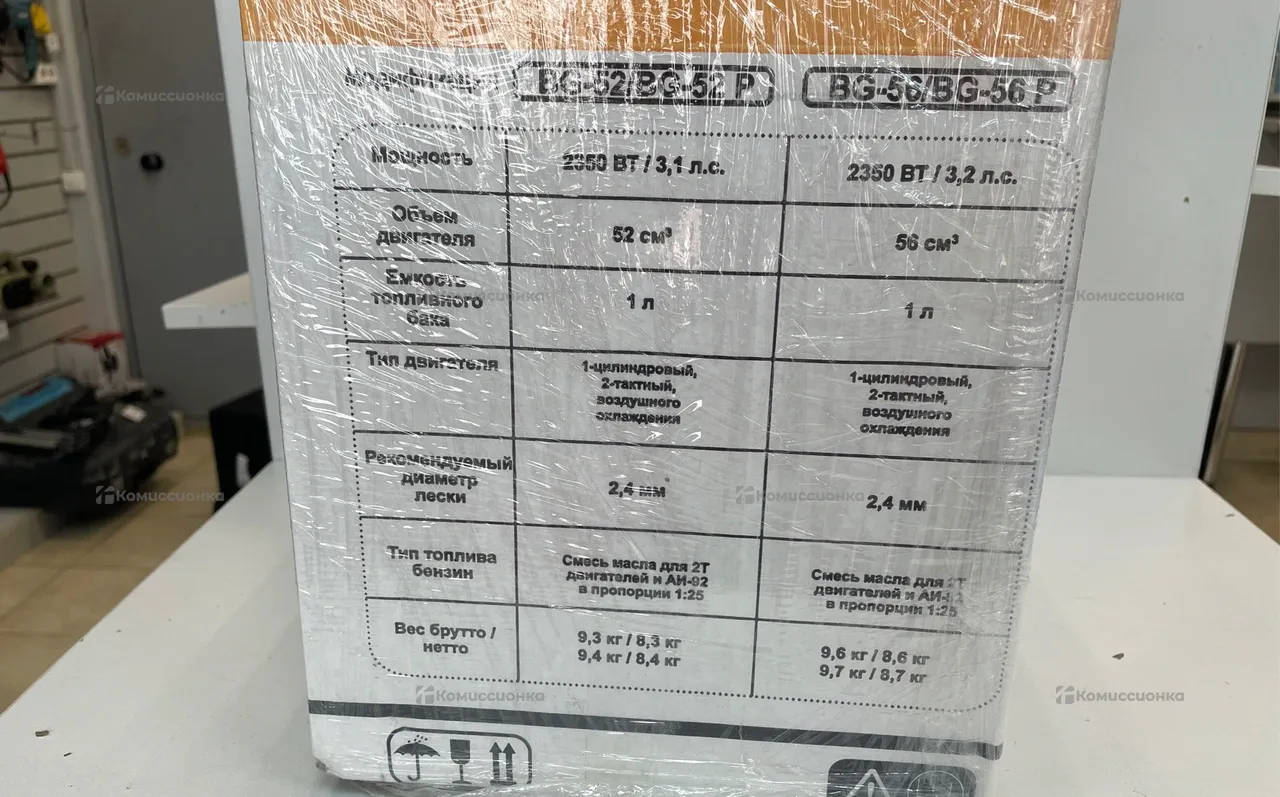 Модификация BG-52/BG-52 P BG-56/BG-56 P
Мощность 2350 ВТ / 3,1 л.с. 2350 ВТ / 3,2 л.с.
Объем
двигателя
52 см³ 56 см³
Емкость
топливного
бака
1 л 1 л
Тип двигателя
1-цилиндровый,
2-тактный,
воздушного
охлаждения
1-цилиндровый,
2-тактный,
воздушного
охлаждения
Рекомендуемый
диаметр
лески
2,4 мм 2,4 мм
Тип топлива
бензин
Смесь масла для 2Т
двигателей и АИ-92
в пропорции 1:25
Смесь масла для 2Т
двигателей и АИ-92
в пропорции 1:25
Вес брутто /
нетто
9,3 кг / 8,3 кг
9,4 кг / 8,4 кг
9,6 кг / 8,6 кг
9,7 кг / 8,7 кг
Комиссионка
Комиссионка
Комиссионка
Комиссионка
Комиссионка
Комиссионка
Комиссионка